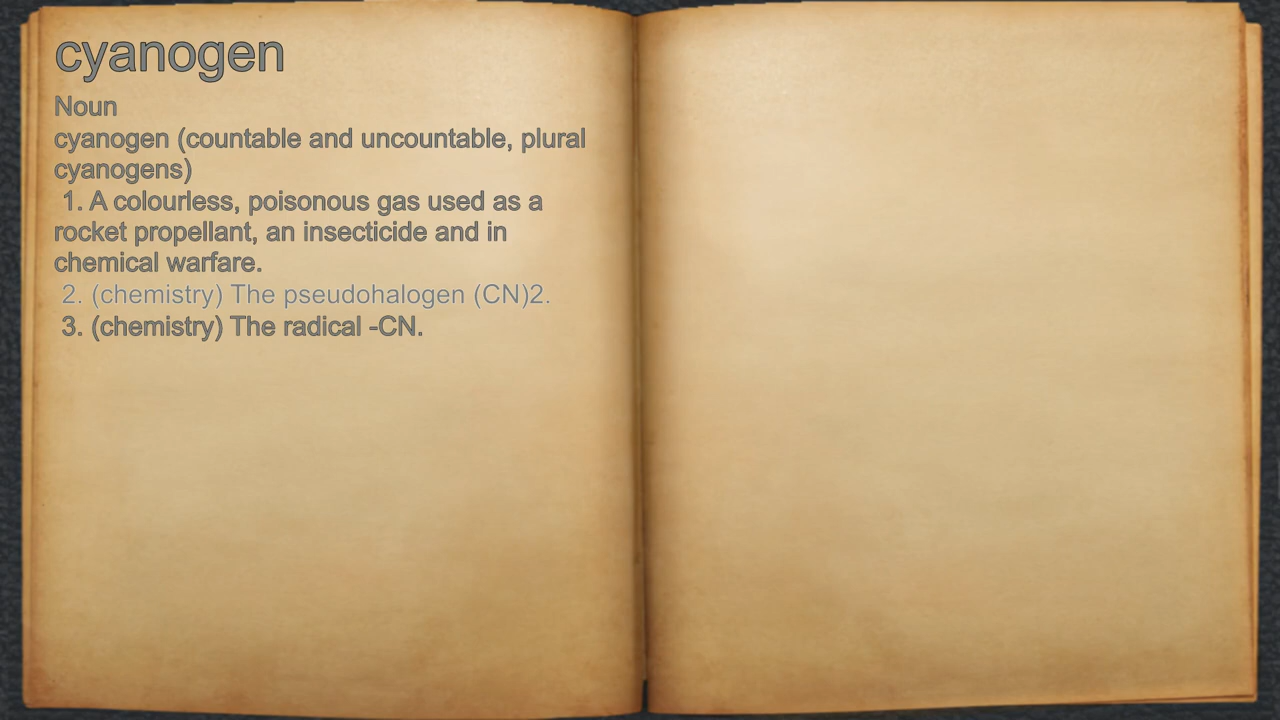 cyanogen
Noun
cyanogen (countable and uncountable, plural
cyanogens)
1. A colourless, poisonous gas used as a
rocket propellant, an insecticide and in
chemical warfare.
2. (chemistry) The pseudohalogen (CN)2.
3. (chemistry) The radical -CN.